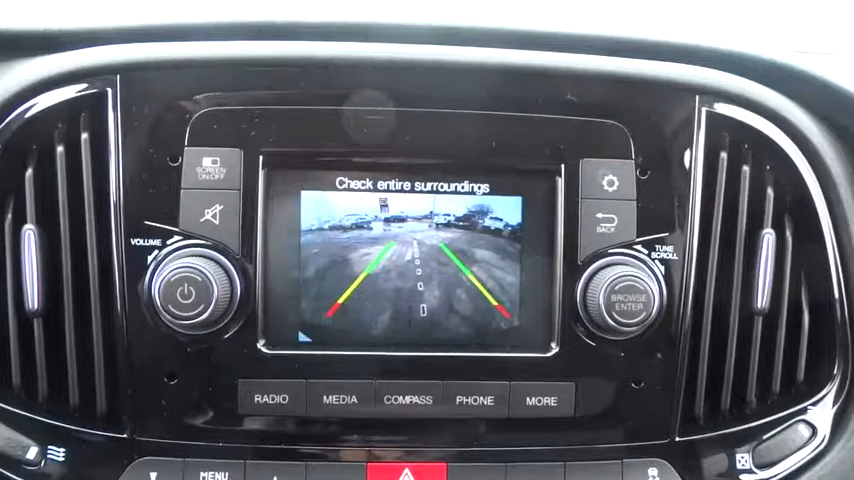 Check entire surroundings
SCREEN
ON/OFF
BACK
VOLUME
TUNE
SCROLL
BROWSE
ENTER
RADIO
MEDIA
COMPASS
PHONE
MORE
MENU